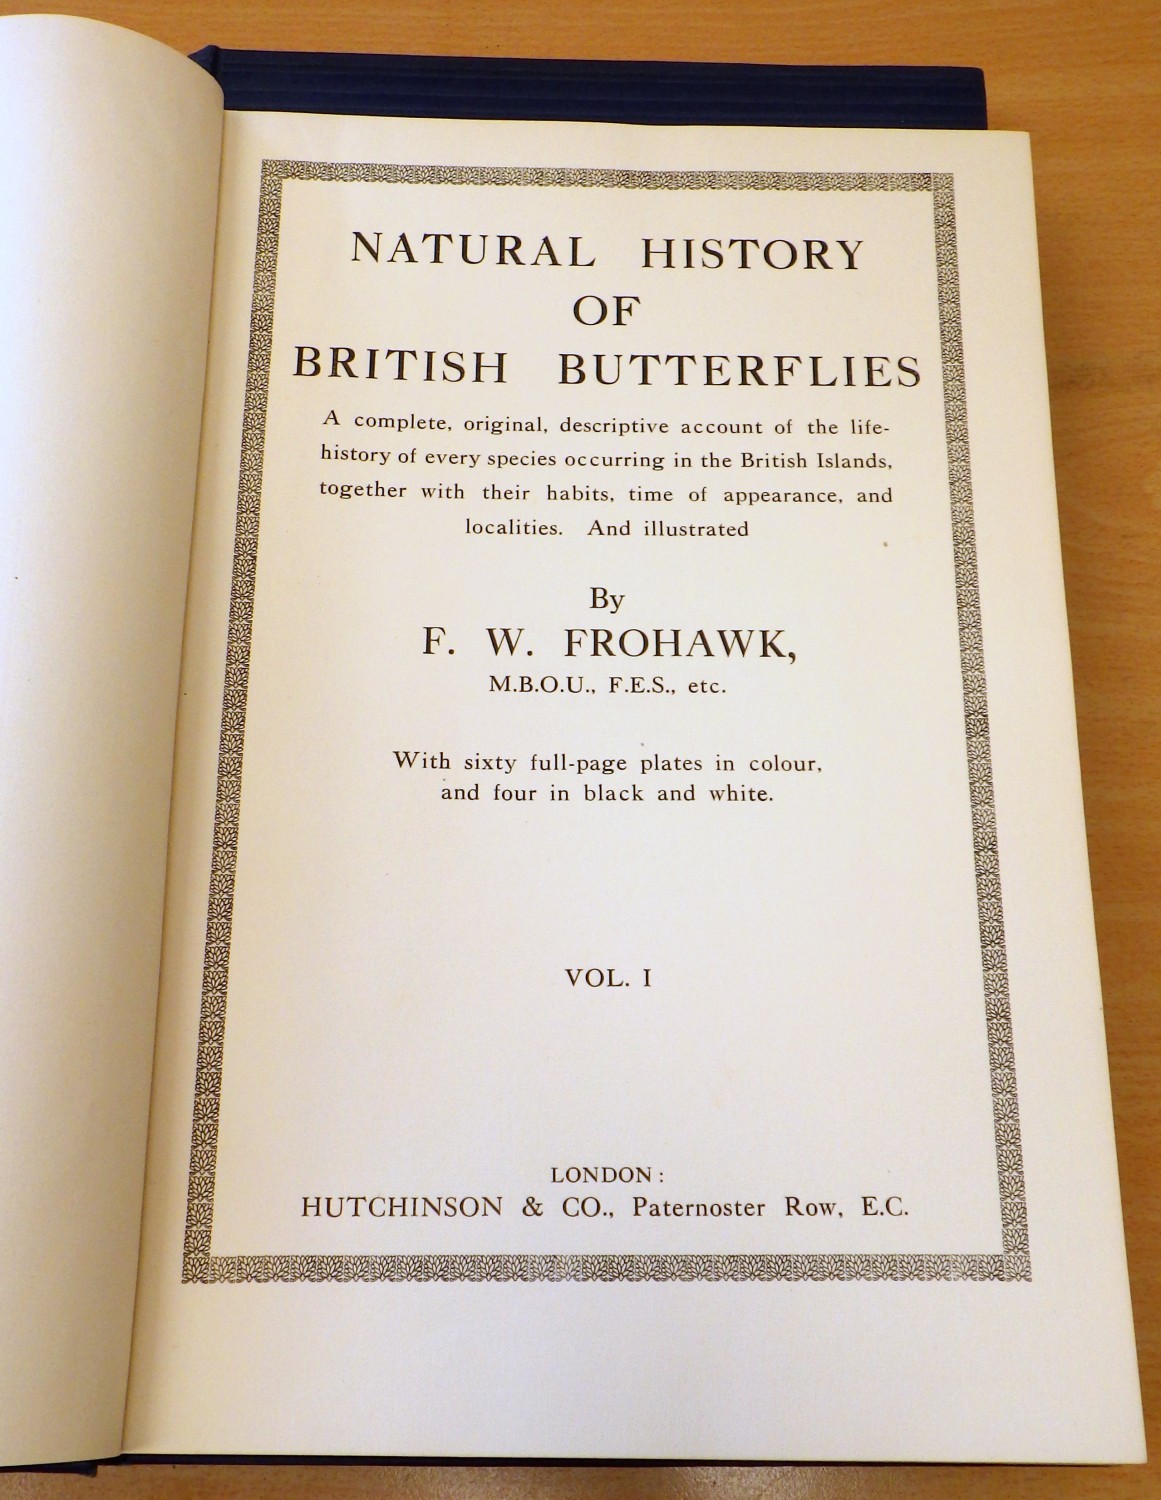 NATURAL HISTORY
OF
BRITISH BUTTERFLIES
A complete, original, descriptive account of the life-
history of every species occurring in the British Islands,
together with their habits, time of appearance, and
localities. And illustrated
By
F. W. FROHAWK,
M.B.O.U., F.E.S., etc.
With sixty full-page plates in colour,
and four in black and white.
VOL. I
LONDON:
HUTCHINSON & CO., Paternoster Row, E.C.